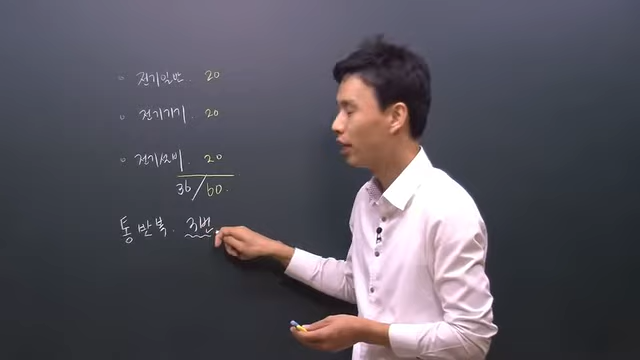 ○ 전기일반. 20
○ 전기기기. 20
○ 전기설비. 20
36/60.
통 반복. 3번.